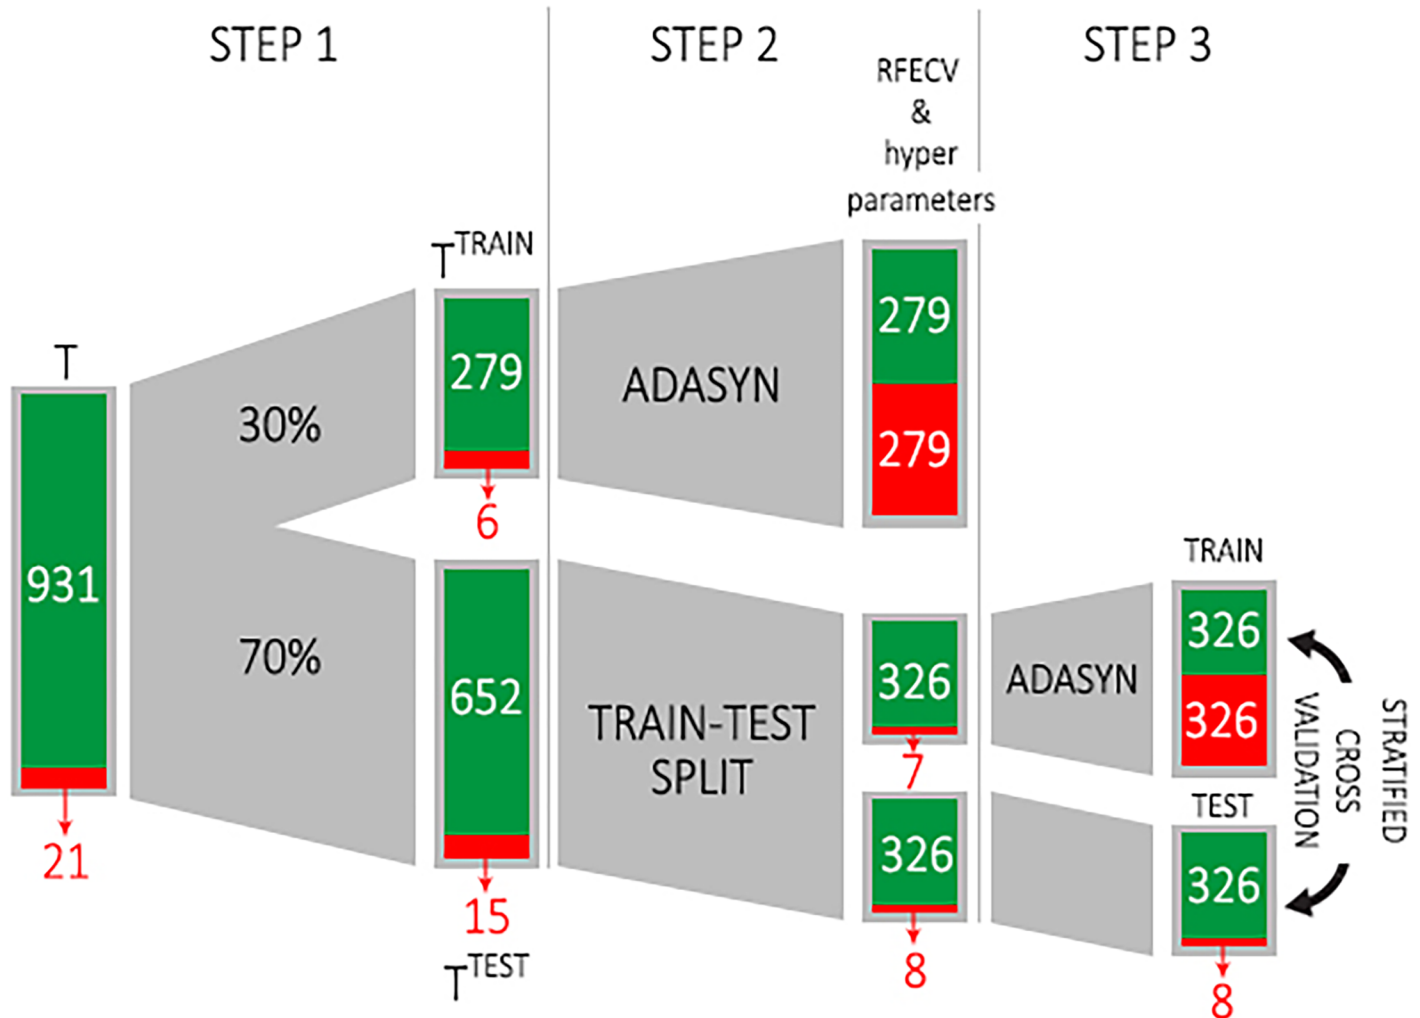 STEP 1
STEP 2
STEP 3
RFECV
&
hyper
parameters
T
931
21
30%
70%
T^TRAIN
279
6
652
15
T^TEST
ADASYN
279
279
TRAIN-TEST
SPLIT
326
7
326
8
ADASYN
TRAIN
326
326
TEST
326
8
STRATIFIED
CROSS
VALIDATION